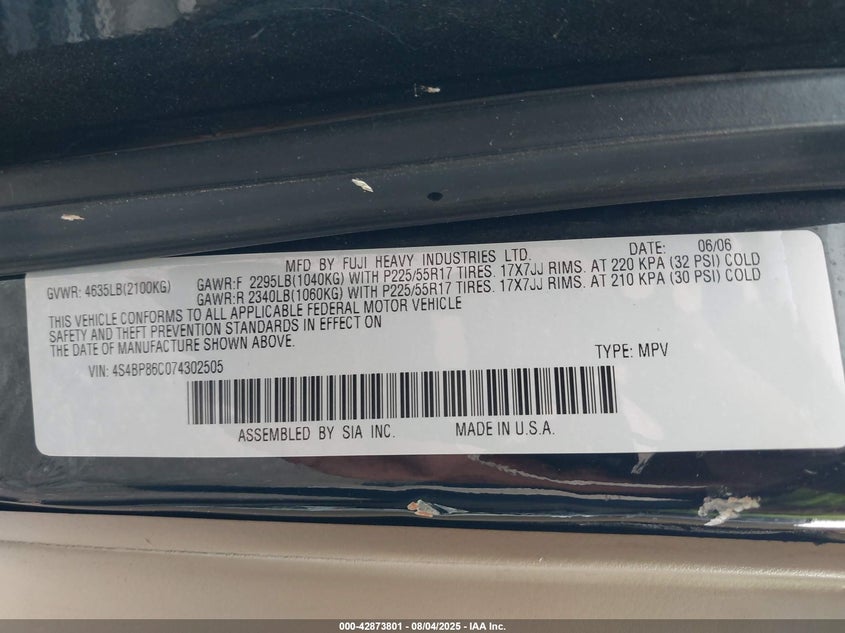 MFD BY FUJI HEAVY INDUSTRIES LTD. DATE: 06/06
GVWR: 4635LB(2100KG) GAWR:F 2295LB(1040KG) WITH P225/55R17 TIRES. 17X7JJ RIMS. AT 220 KPA (32 PSI) COLD
GAWR:R 2340LB(1060KG) WITH P225/55R17 TIRES. 17X7JJ RIMS. AT 210 KPA (30 PSI) COLD
THIS VEHICLE CONFORMS TO ALL APPLICABLE FEDERAL MOTOR VEHICLE
SAFETY AND THEFT PREVENTION STANDARDS IN EFFECT ON
THE DATE OF MANUFACTURE SHOWN ABOVE.
VIN: 4S4BP86C074302505 TYPE: MPV
ASSEMBLED BY SIA INC. MADE IN U.S.A.
000-42873801 - 08/04/2025 - IAA Inc.